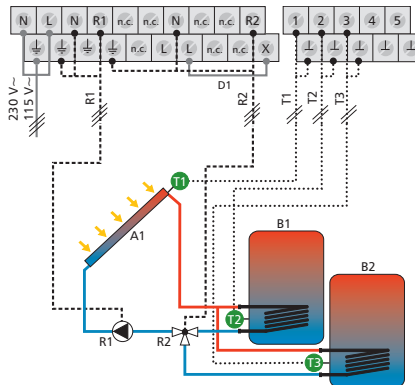 N L N R1 n.c. n.c. N n.c. R2 1 2 3 4 5
n.c. L L n.c. X
D1
230 V~
115 V~
R1
R2
T1
T2
T3
T1
A1
B1
B2
T2
T3
R1
R2